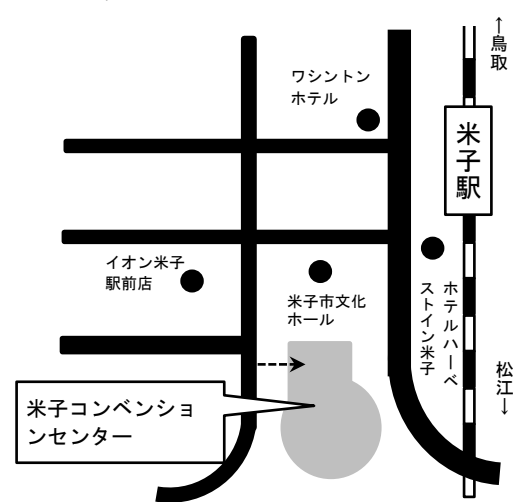 ←鳥取
ワシントン
ホテル
米子駅
イオン米子
駅前店
米子市文化
ホール
ホテルハーベ
ストイン米子
松江→
米子コンベンショ
ンセンター